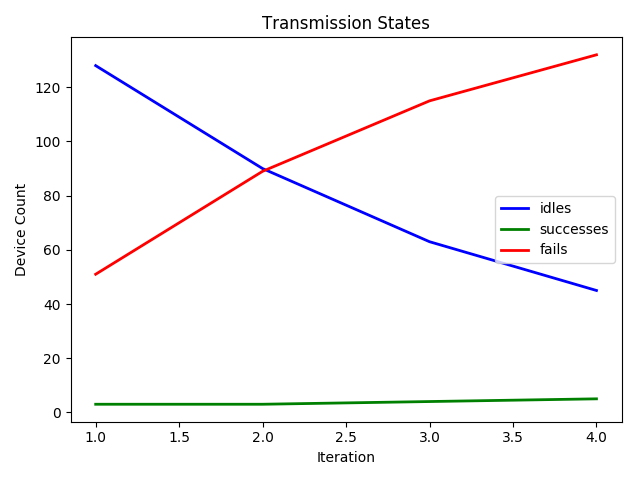 Transmission States
Device Count
120
100
80
60
40
20
0
idles
successes
fails
1.0 1.5 2.0 2.5 3.0 3.5 4.0
Iteration